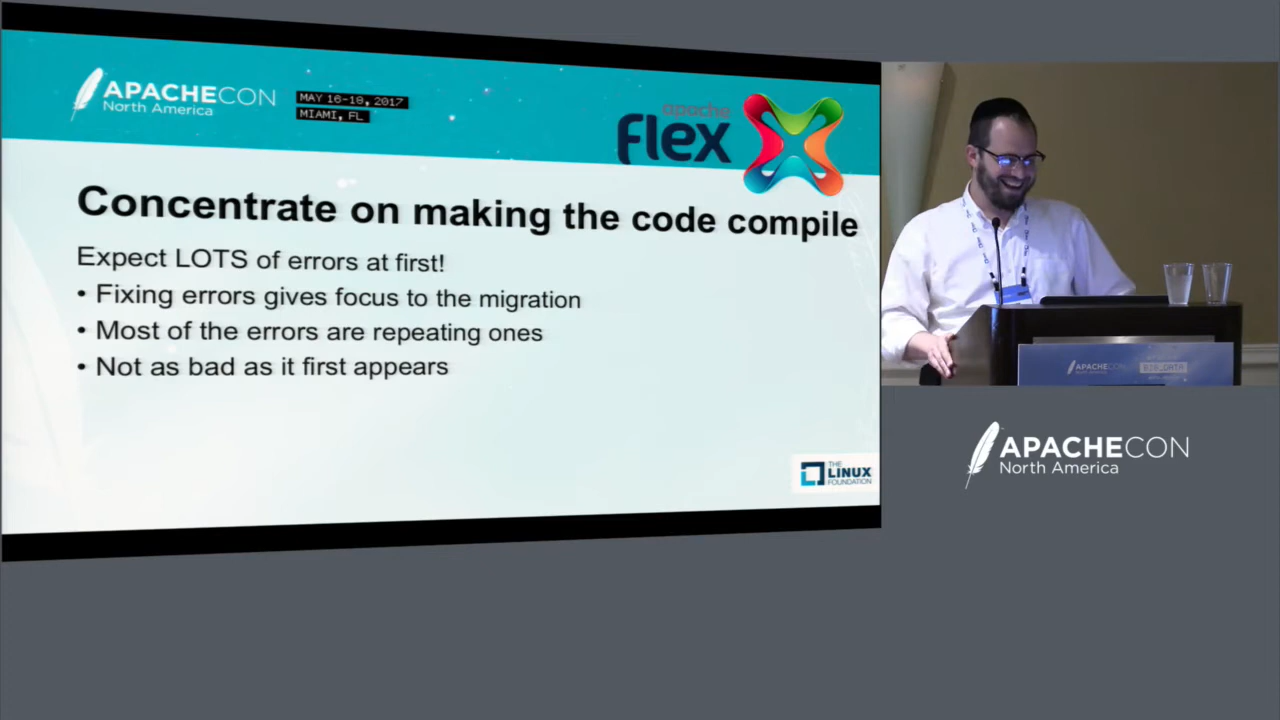 APACHECON
North America
MAY 16-18, 2017
MIAMI, FL
apache
flex
Concentrate on making the code compile
Expect LOTS of errors at first!
• Fixing errors gives focus to the migration
• Most of the errors are repeating ones
• Not as bad as it first appears
THE
LINUX
FOUNDATION
APACHECON
APACHECON
North America